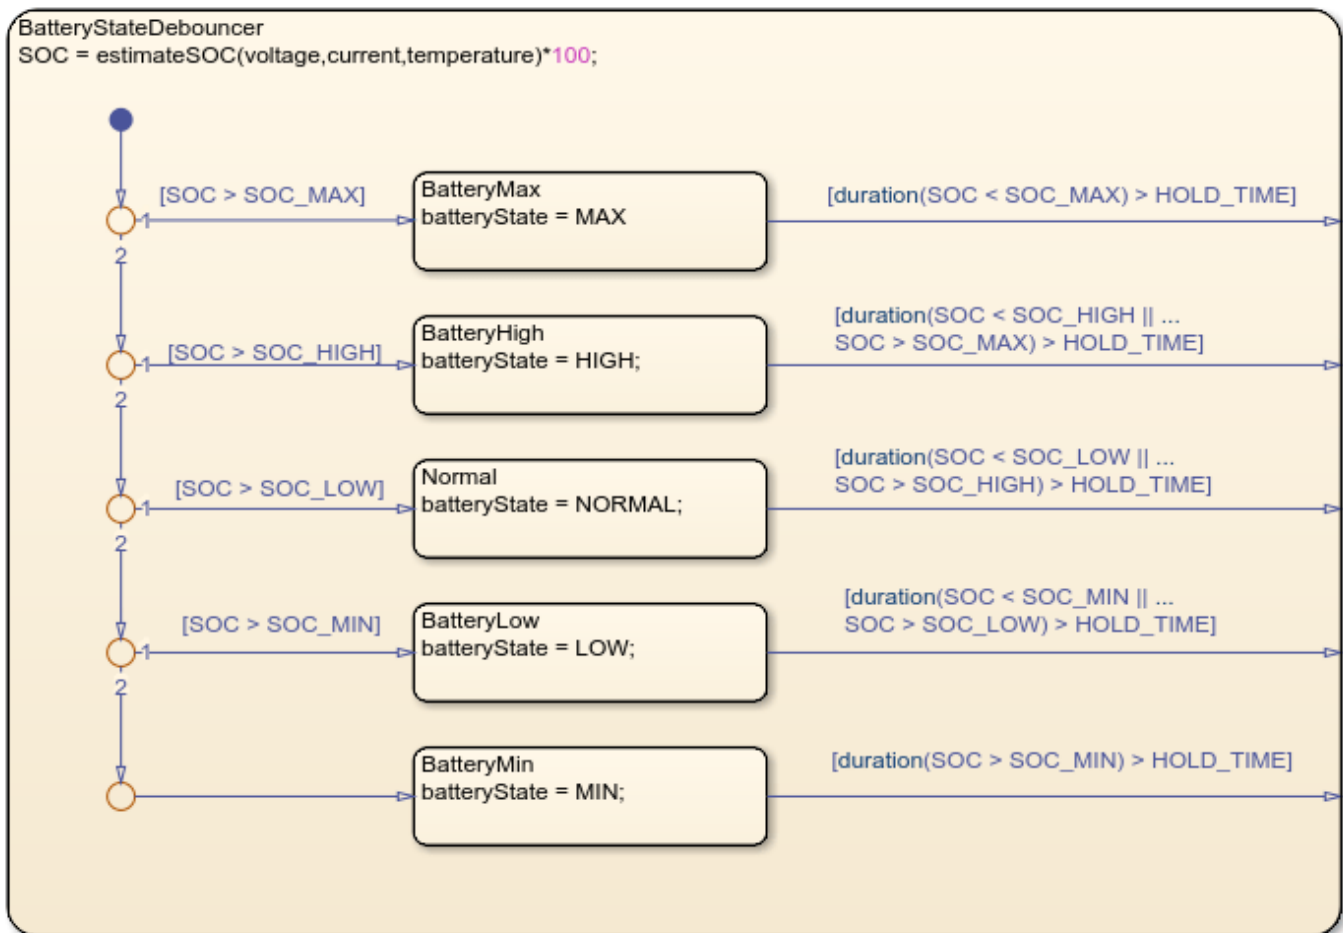 BatteryStateDebouncer
SOC = estimateSOC(voltage,current,temperature)*100;
[SOC > SOC_MAX]
1
2
BatteryMax
batteryState = MAX
[duration(SOC < SOC_MAX) > HOLD_TIME]
[SOC > SOC_HIGH]
1
2
BatteryHigh
batteryState = HIGH;
[duration(SOC < SOC_HIGH || ...
SOC > SOC_MAX) > HOLD_TIME]
[SOC > SOC_LOW]
1
2
Normal
batteryState = NORMAL;
[duration(SOC < SOC_LOW || ...
SOC > SOC_HIGH) > HOLD_TIME]
[SOC > SOC_MIN]
1
2
BatteryLow
batteryState = LOW;
[duration(SOC < SOC_MIN || ...
SOC > SOC_LOW) > HOLD_TIME]
BatteryMin
batteryState = MIN;
[duration(SOC > SOC_MIN) > HOLD_TIME]